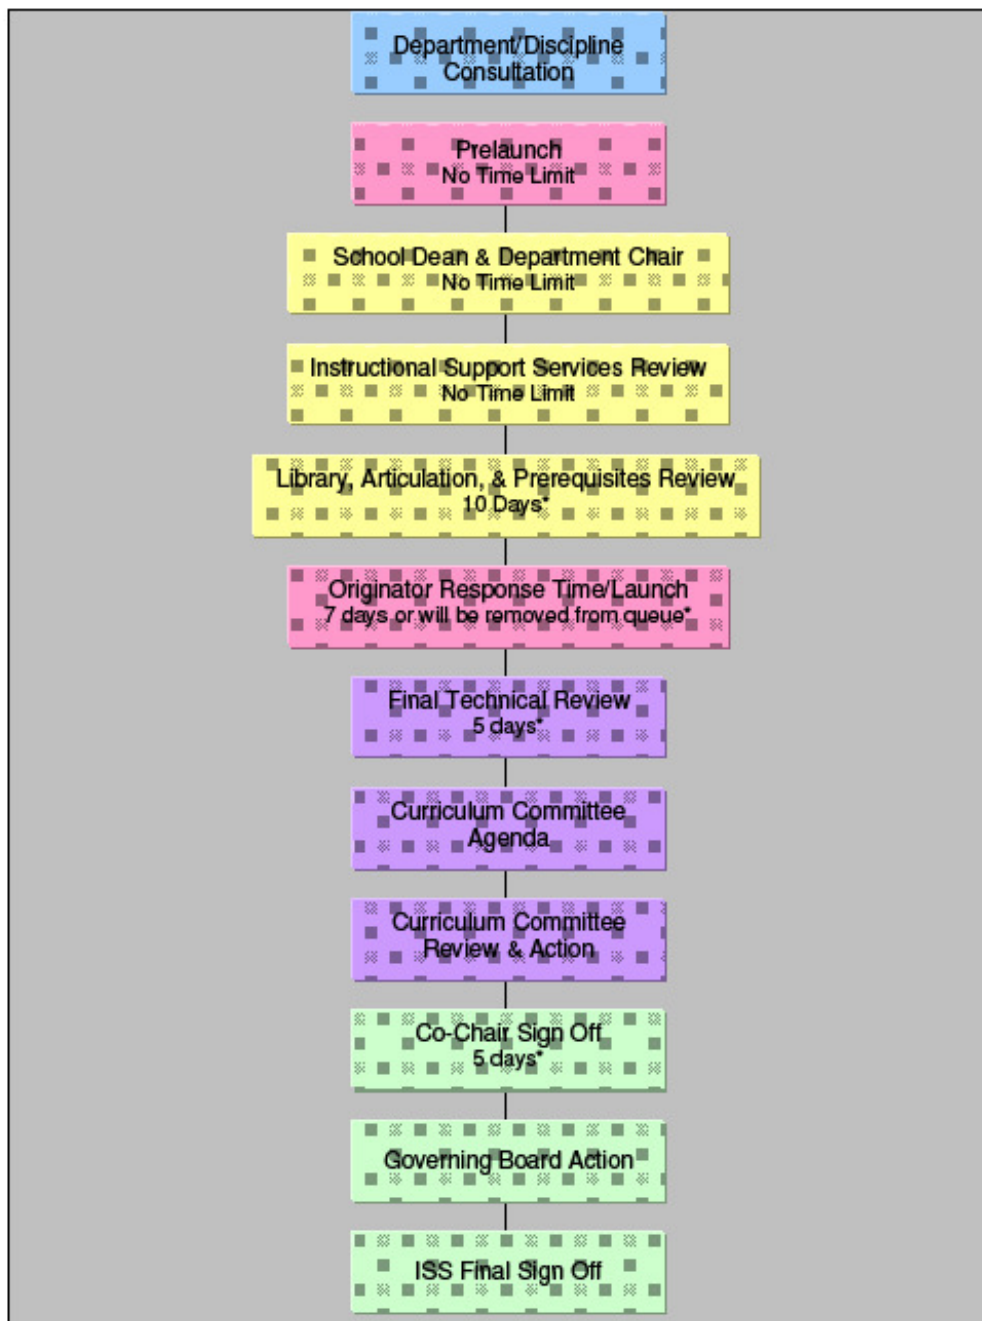 Department/Discipline
Consultation
Prelaunch
No Time Limit
School Dean & Department Chair
No Time Limit
Instructional Support Services Review
No Time Limit
Library, Articulation, & Prerequisites Review
10 Days*
Originator Response Time/Launch
7 days or will be removed from queue*
Final Technical Review
5 days*
Curriculum Committee
Agenda
Curriculum Committee
Review & Action
Co-Chair Sign Off
5 days*
Governing Board Action
ISS Final Sign Off